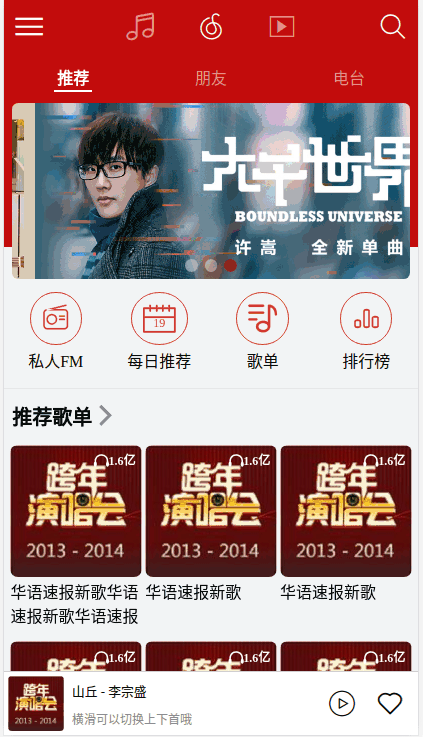 推荐
朋友
电台
BOUNDLESS UNIVERSE
许嵩 全新单曲
19
私人FM
每日推荐
歌单
排行榜
推荐歌单
1.6亿
跨年
演唱会
2013 - 2014
1.6亿
跨年
演唱会
2013 - 2014
1.6亿
跨年
演唱会
2013 - 2014
华语速报新歌华语
速报新歌华语速报
华语速报新歌
华语速报新歌
1.6亿
跨年
1.6亿
跨年
1.6亿
跨年
跨年
演唱会
2013 - 2014
山丘 - 李宗盛
横滑可以切换上下首哦